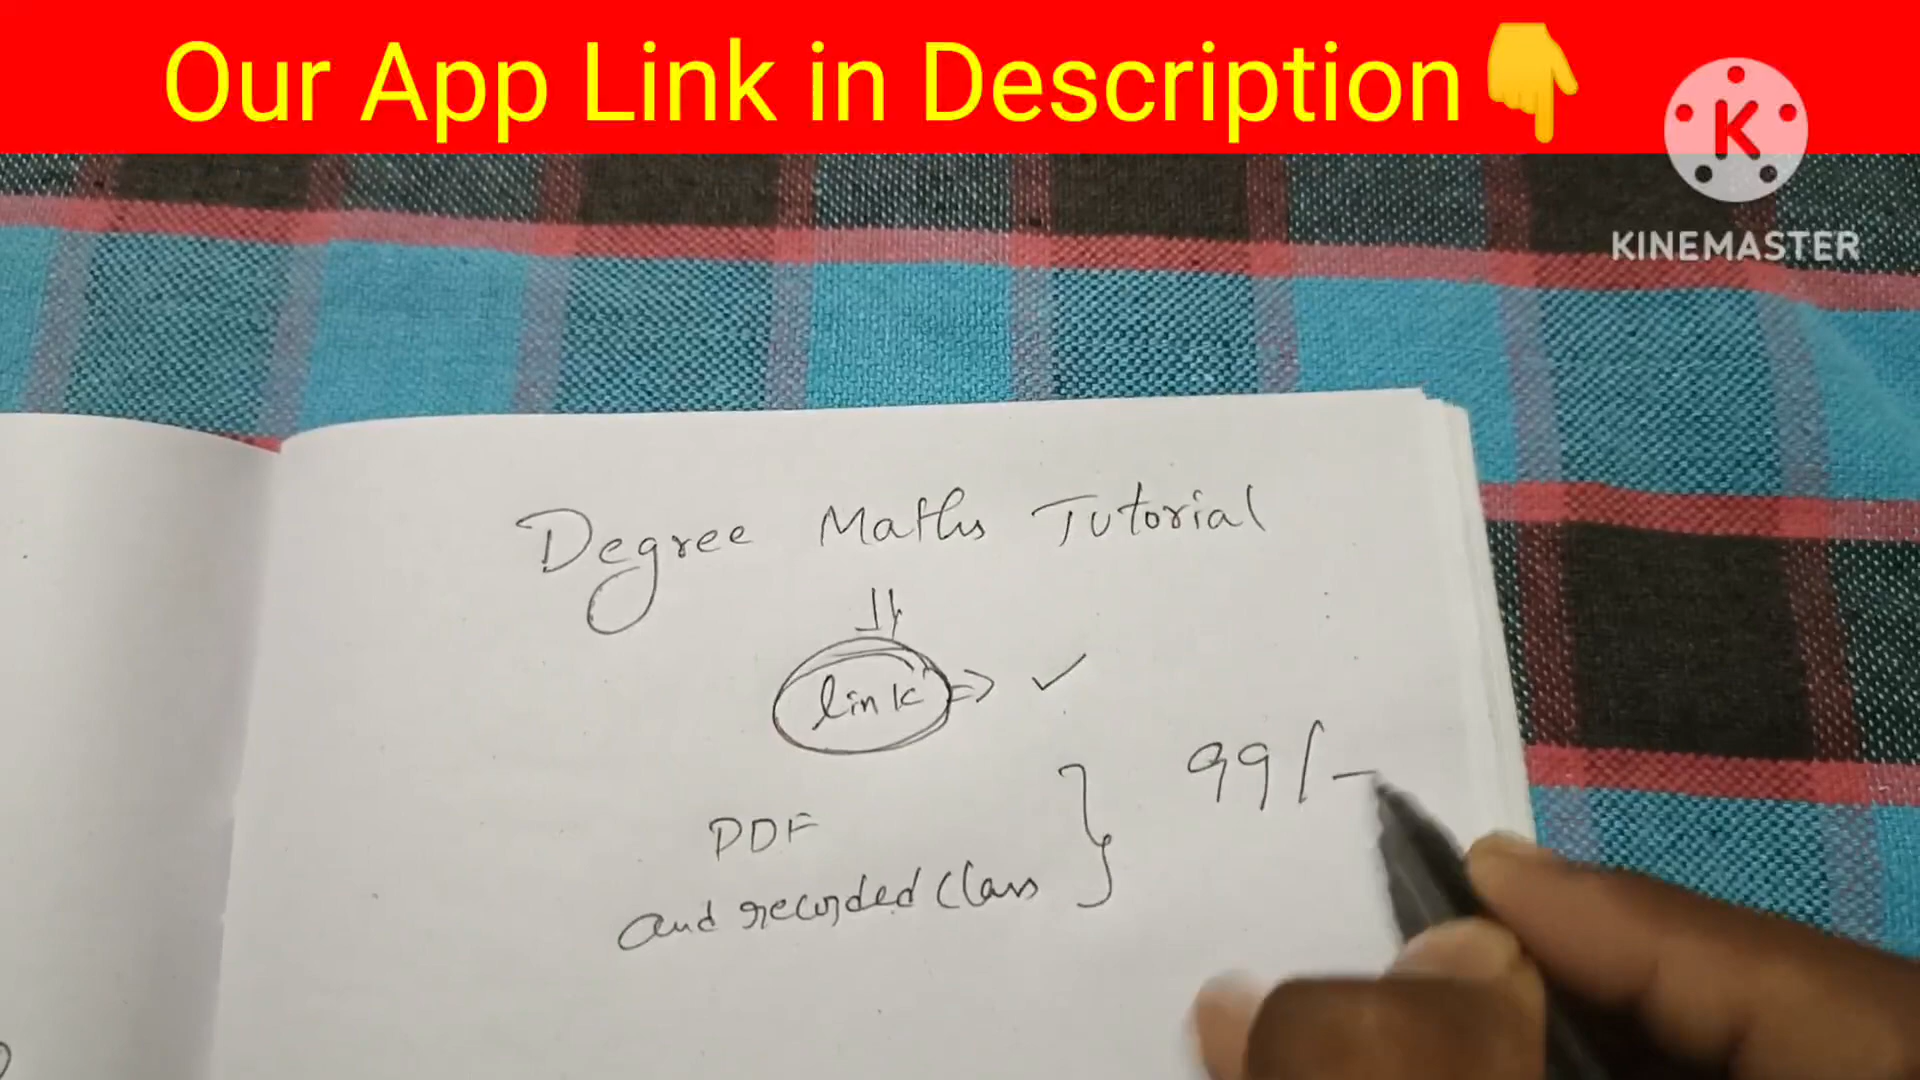 Our App Link in Description👇
K
KINEMASTER
Degree Maths Tutorial
link
PDF
and recorded class
99/-